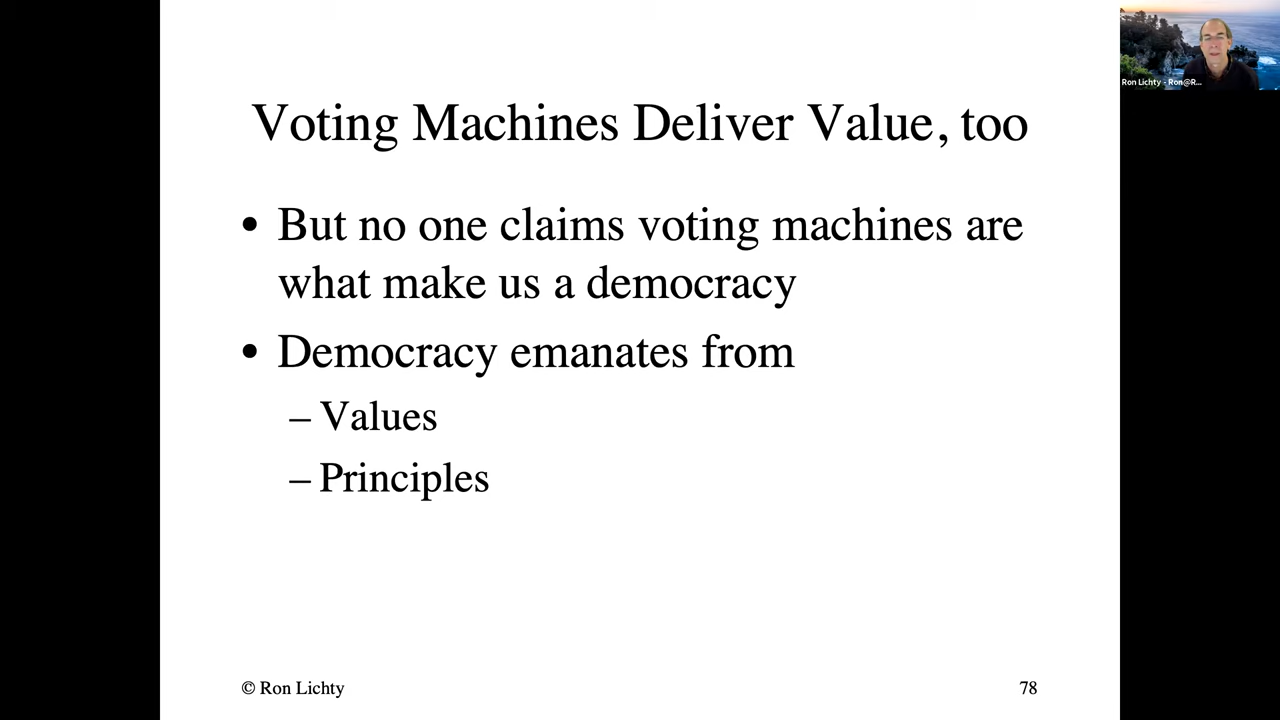 Ron Lichty - Ron@R...
Voting Machines Deliver Value, too
• But no one claims voting machines are
what make us a democracy
• Democracy emanates from
– Values
– Principles
© Ron Lichty
78